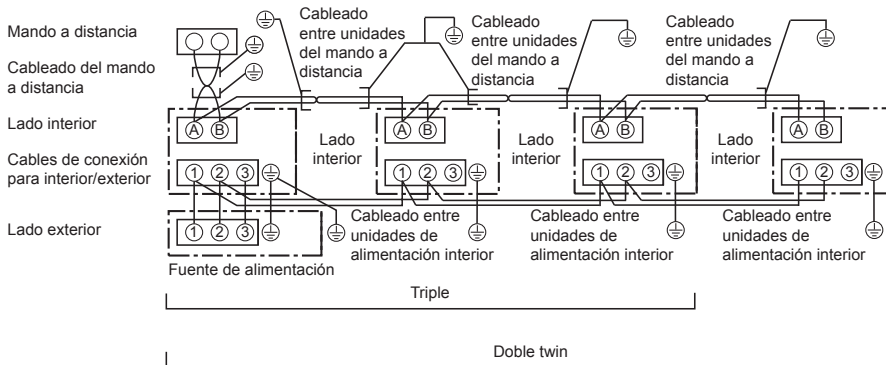 Mando a distancia
Cableado del mando
a distancia
Lado interior
Cables de conexión
para interior/exterior
Lado exterior
Cableado
entre unidades
del mando a
distancia
Cableado
entre unidades
del mando a
distancia
Cableado
entre unidades
del mando a
distancia
A B
Lado
interior
A B
Lado
interior
A B
Lado
interior
A B
1 2 3
1 2 3
1 2 3
1 2 3
1 2 3
Fuente de alimentación
Cableado entre
unidades de
alimentación interior
Cableado entre
unidades de
alimentación interior
Cableado entre
unidades de
alimentación interior
Triple
Doble twin